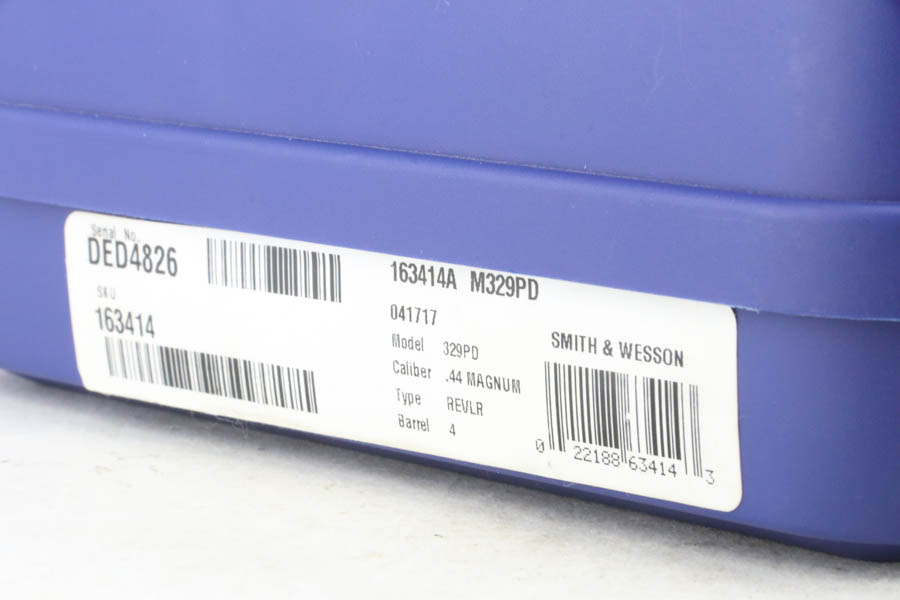 Serial No.
DED4826
SKU
163414
163414A M329PD
041717
Model 329PD
Caliber .44 MAGNUM
Type REVLR
Barrel 4
SMITH & WESSON
0 22188 63414 3